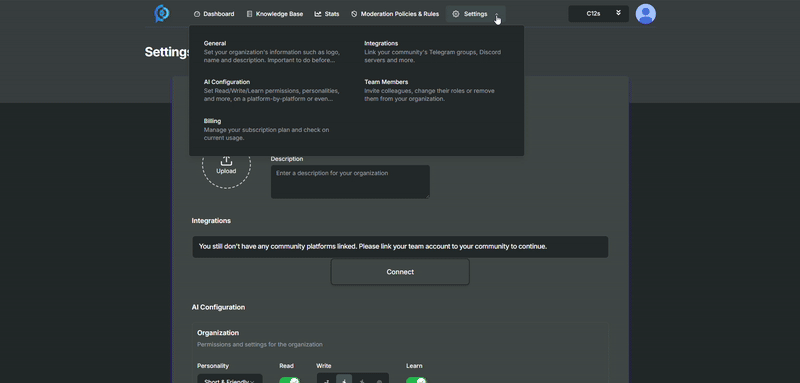 Dashboard Knowledge Base Stats Moderation Policies & Rules Settings C12s
Settings
General
Set your organization's information such as logo,
name and description. Important to do before...
Integrations
Link your community's Telegram groups, Discord
servers and more.
AI Configuration
Set Read/Write/Learn permissions, personalities,
and more, on a platform-by-platform or even...
Team Members
Invite colleagues, change their roles or remove
them from your organization.
Billing
Manage your subscription plan and check on
current usage.
Upload
Description
Enter a description for your organization
Integrations
You still don't have any community platforms linked. Please link your team account to your community to continue.
Connect
AI Configuration
Organization
Permissions and settings for the organization
Personality Read Write Learn
Short & Friendly